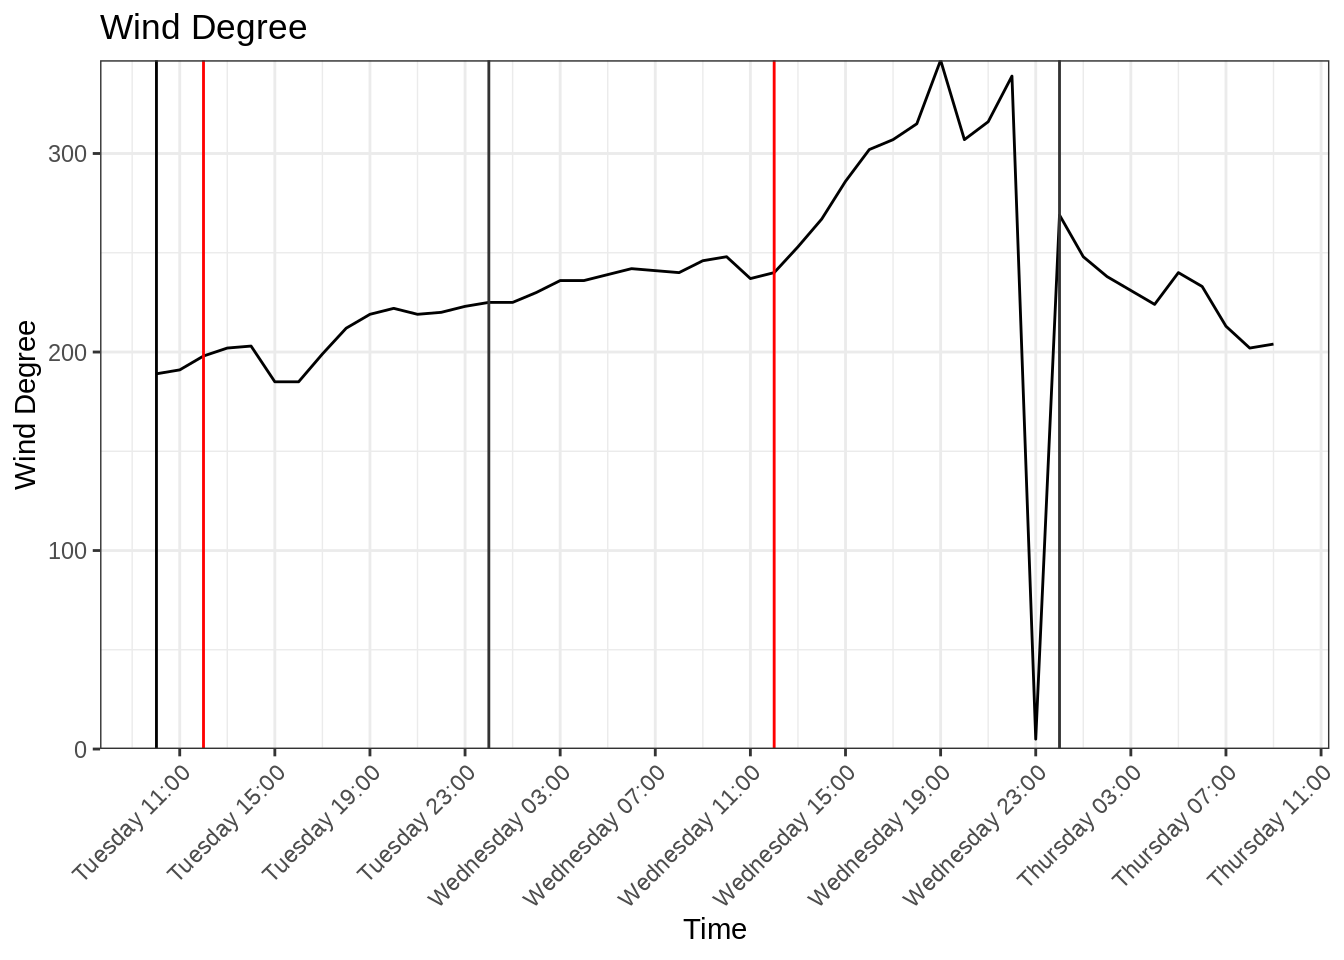 Wind Degree
Wind Degree
300
200
100
0
Tuesday 11:00
Tuesday 15:00
Tuesday 19:00
Tuesday 23:00
Wednesday 03:00
Wednesday 07:00
Wednesday 11:00
Wednesday 15:00
Wednesday 19:00
Wednesday 23:00
Thursday 03:00
Thursday 07:00
Thursday 11:00
Time